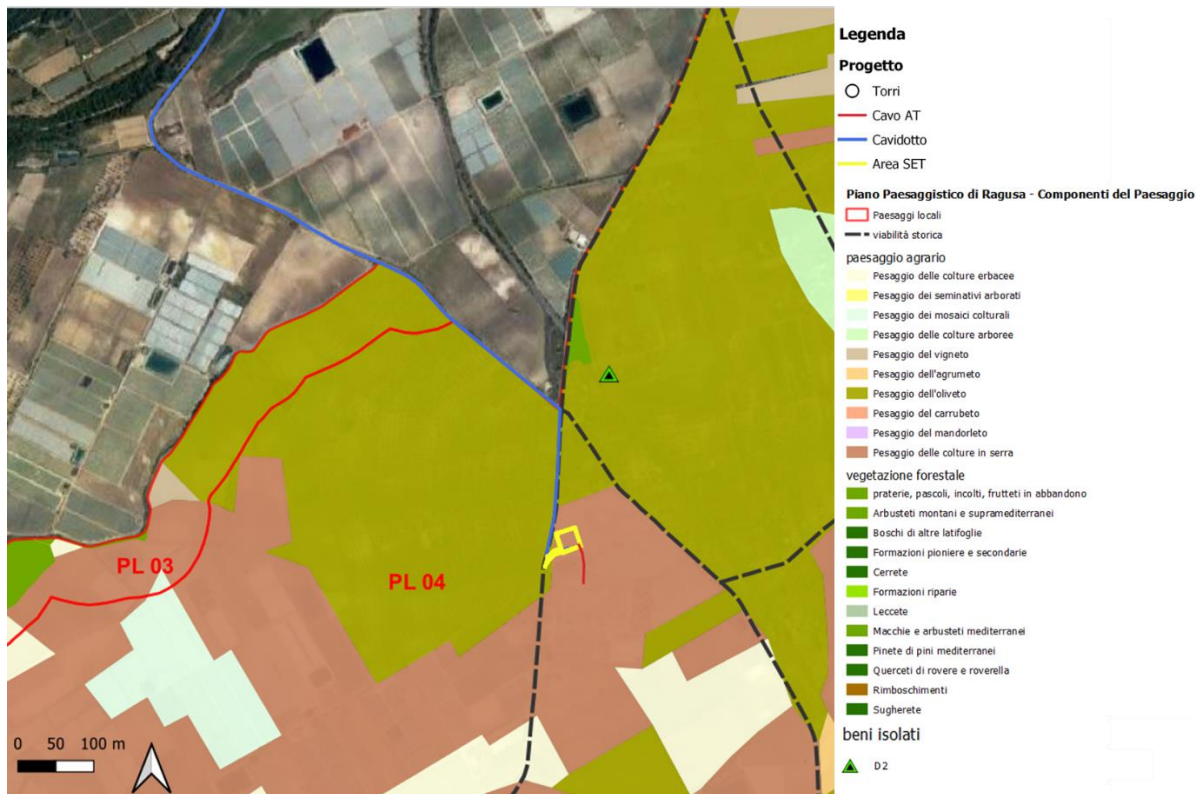 Legenda
Progetto
Torri
Cavo AT
Cavidotto
Area SET
Piano Paesaggistico di Ragusa - Componenti del Paesaggio
Paesaggi locali
viabilità storica
paesaggio agrario
Pesaggio delle colture erbacee
Pesaggio dei seminativi arborati
Pesaggio dei mosaici colturali
Pesaggio delle colture arboree
Pesaggio del vigneto
Pesaggio dell'agrumeto
Pesaggio dell'oliveto
Pesaggio del carrubeto
Pesaggio del mandorleto
Pesaggio delle colture in serra
vegetazione forestale
praterie, pascoli, incolti, frutteti in abbandono
Arbusteti montani e supramediterranei
Boschi di altre latifoglie
Formazioni pioniere e secondarie
Cerrete
Formazioni riparie
Leccete
Macchie e arbusteti mediterranei
Pinete di pini mediterranei
Querceti di rovere e roverella
Rimboschimenti
Sugherete
beni isolati
D2
PL 03
PL 04
0 50 100 m